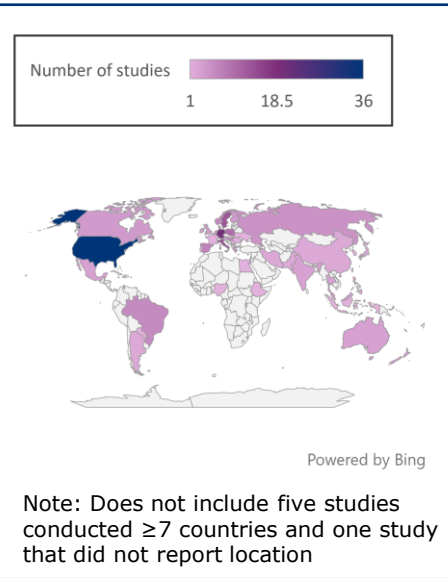 Number of studies
1 18.5 36
Powered by Bing
Note: Does not include five studies
conducted ≥7 countries and one study
that did not report location